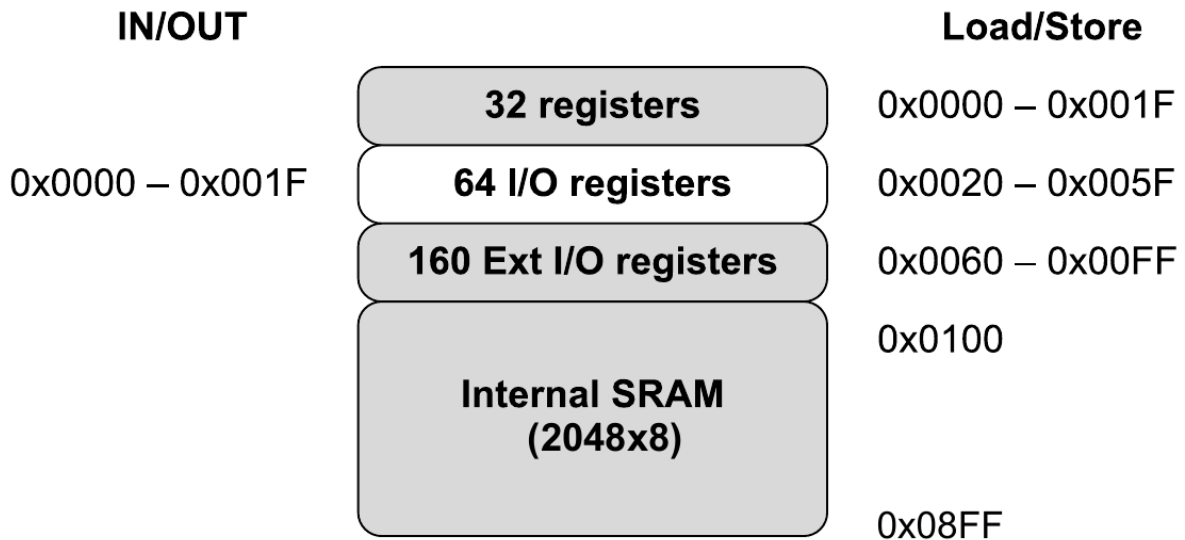 IN/OUT Load/Store
32 registers 0x0000 – 0x001F
0x0000 – 0x001F 64 I/O registers 0x0020 – 0x005F
160 Ext I/O registers 0x0060 – 0x00FF
0x0100
Internal SRAM
(2048x8)
0x08FF